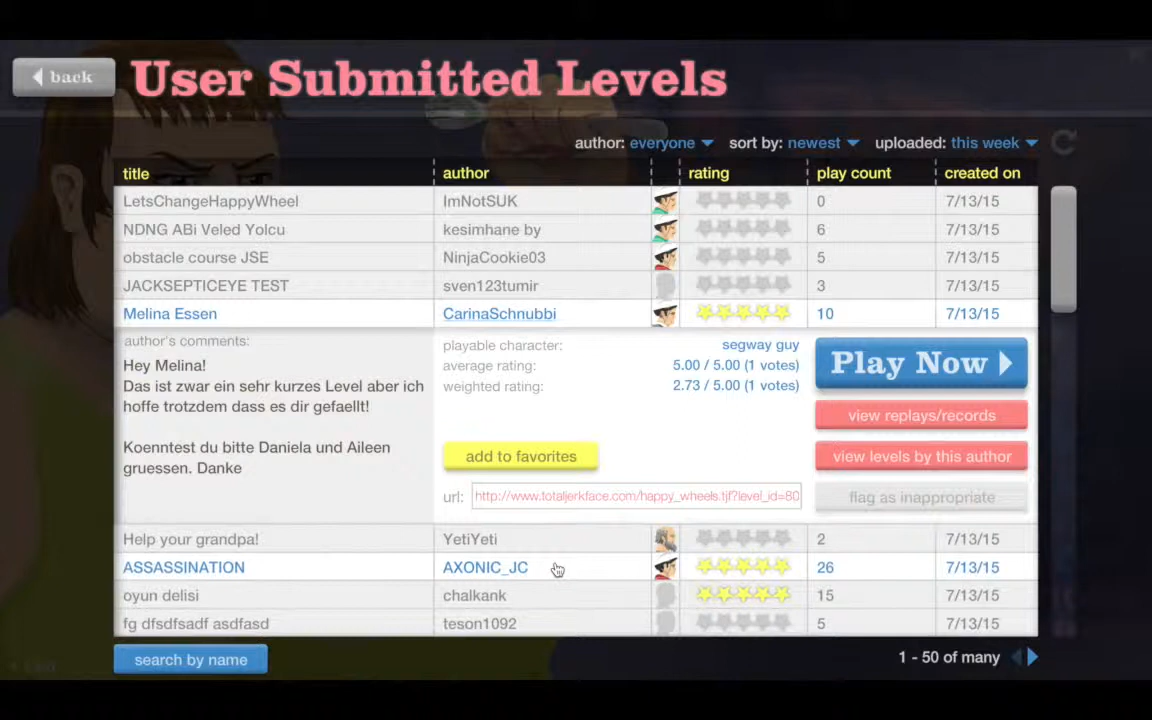 back
User Submitted Levels
author: everyone sort by: newest uploaded: this week
title author rating play count created on
LetsChangeHappyWheel ImNotSUK 0 7/13/15
NDNG ABi Veled Yolcu kesimhane by 6 7/13/15
obstacle course JSE NinjaCookie03 5 7/13/15
JACKSEPTICEYE TEST sven123tumir 3 7/13/15
Melina Essen CarinaSchnubbi 10 7/13/15
author's comments:
Hey Melina!
Das ist zwar ein sehr kurzes Level aber ich
hoffe trotzdem dass es dir gefaellt!
Koenntest du bitte Daniela und Aileen
gruessen. Danke
playable character: segway guy
average rating: 5.00 / 5.00 (1 votes)
weighted rating: 2.73 / 5.00 (1 votes)
add to favorites
url: http://www.totaljerkface.com/happy_wheels.tjf?level_id=80
Play Now
view replays/records
view levels by this author
flag as inappropriate
Help your grandpa! YetiYeti 2 7/13/15
ASSASSINATION AXONIC_JC 26 7/13/15
oyun delisi chalkank 15 7/13/15
fg dfsdfsadf asdfasd teson1092 5 7/13/15
search by name
1 - 50 of many